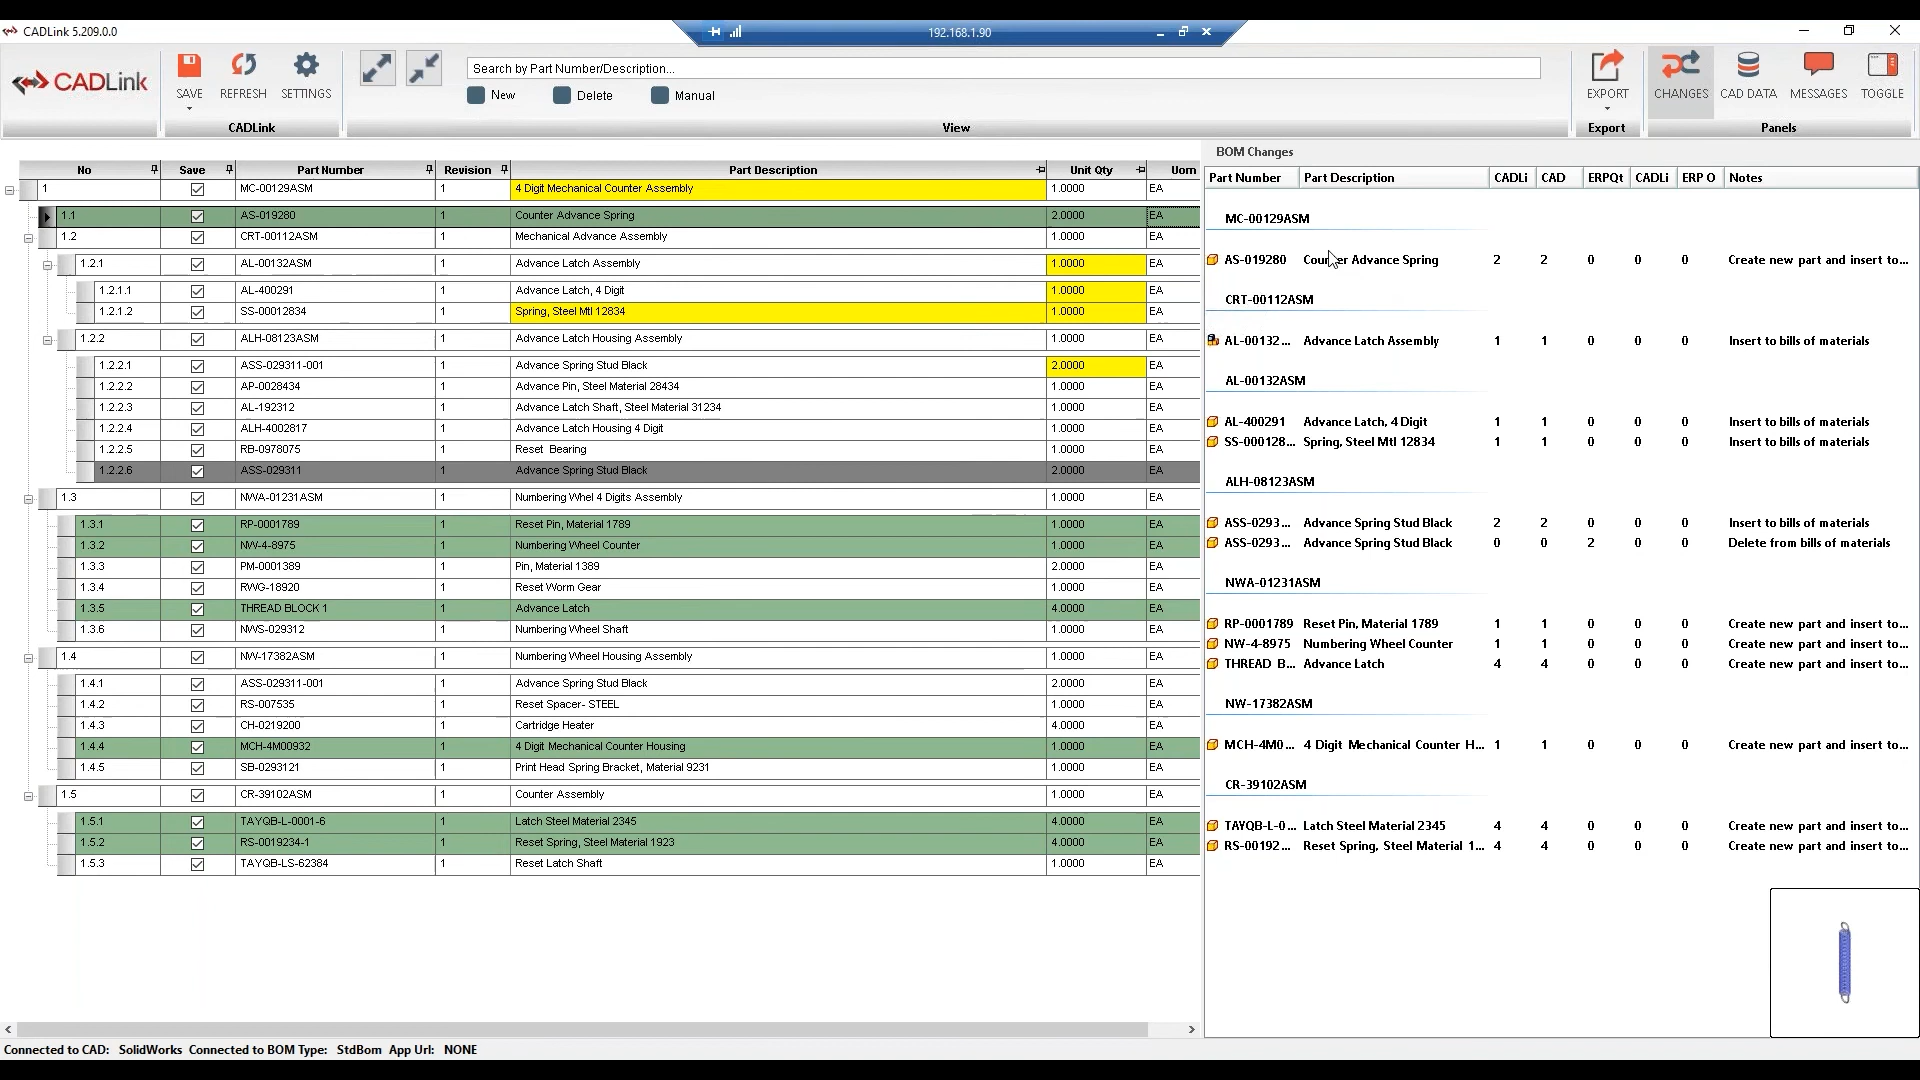 CADLink 5.209.0.0
192.168.1.90
CADLink
SAVE
REFRESH
SETTINGS
Search by Part Number/Description...
New
Delete
Manual
EXPORT
CHANGES
CAD DATA
MESSAGES
TOGGLE
CADLink
View
Export
Panels
No Save Part Number Revision Part Description Unit Qty Uom
1 MC-00129ASM 1 4 Digit Mechanical Counter Assembly 1.0000 EA
1.1 AS-019280 1 Counter Advance Spring 2.0000 EA
1.2 CRT-00112ASM 1 Mechanical Advance Assembly 1.0000 EA
1.2.1 AL-00132ASM 1 Advance Latch Assembly 1.0000 EA
1.2.1.1 AL-400291 1 Advance Latch, 4 Digit 1.0000 EA
1.2.1.2 SS-00012834 1 Spring, Steel Mtl 12834 1.0000 EA
1.2.2 ALH-08123ASM 1 Advance Latch Housing Assembly 1.0000 EA
1.2.2.1 ASS-029311-001 1 Advance Spring Stud Black 2.0000 EA
1.2.2.2 AP-0028434 1 Advance Pin, Steel Material 28434 1.0000 EA
1.2.2.3 AL-192312 1 Advance Latch Shaft, Steel Material 31234 1.0000 EA
1.2.2.4 ALH-4002817 1 Advance Latch Housing 4 Digit 1.0000 EA
1.2.2.5 RB-0978075 1 Reset Bearing 1.0000 EA
1.2.2.6 ASS-029311 1 Advance Spring Stud Black 2.0000 EA
1.3 NWA-01231ASM 1 Numbering Whel 4 Digits Assembly 1.0000 EA
1.3.1 RP-0001789 1 Reset Pin, Material 1789 1.0000 EA
1.3.2 NW-4-8975 1 Numbering Wheel Counter 1.0000 EA
1.3.3 PM-0001389 1 Pin, Material 1389 2.0000 EA
1.3.4 RWG-18920 1 Reset Worm Gear 1.0000 EA
1.3.5 THREAD BLOCK 1 1 Advance Latch 4.0000 EA
1.3.6 NWS-029312 1 Numbering Wheel Shaft 1.0000 EA
1.4 NW-17382ASM 1 Numbering Wheel Housing Assembly 1.0000 EA
1.4.1 ASS-029311-001 1 Advance Spring Stud Black 2.0000 EA
1.4.2 RS-007535 1 Reset Spacer- STEEL 1.0000 EA
1.4.3 CH-0219200 1 Cartridge Heater 4.0000 EA
1.4.4 MCH-4M00932 1 4 Digit Mechanical Counter Housing 1.0000 EA
1.4.5 SB-0293121 1 Print Head Spring Bracket, Material 9231 1.0000 EA
1.5 CR-39102ASM 1 Counter Assembly 1.0000 EA
1.5.1 TAYQB-L-0001-6 1 Latch Steel Material 2345 4.0000 EA
1.5.2 RS-0019234-1 1 Reset Spring, Steel Material 1923 4.0000 EA
1.5.3 TAYQB-LS-62384 1 Reset Latch Shaft 1.0000 EA
BOM Changes
Part Number Part Description CADLi CAD ERPQt CADLi ERP O Notes
MC-00129ASM
AS-019280 Counter Advance Spring 2 2 0 0 0 Create new part and insert to...
CRT-00112ASM
AL-00132... Advance Latch Assembly 1 1 0 0 0 Insert to bills of materials
AL-00132ASM
AL-400291 Advance Latch, 4 Digit 1 1 0 0 0 Insert to bills of materials
SS-000128... Spring, Steel Mtl 12834 1 1 0 0 0 Insert to bills of materials
ALH-08123ASM
ASS-0293... Advance Spring Stud Black 2 2 0 0 0 Insert to bills of materials
ASS-0293... Advance Spring Stud Black 0 0 2 0 0 Delete from bills of materials
NWA-01231ASM
RP-0001789 Reset Pin, Material 1789 1 1 0 0 0 Create new part and insert to...
NW-4-8975 Numbering Wheel Counter 1 1 0 0 0 Create new part and insert to...
THREAD B... Advance Latch 4 4 0 0 0 Create new part and insert to...
NW-17382ASM
MCH-4M0... 4 Digit Mechanical Counter H... 1 1 0 0 0 Create new part and insert to...
CR-39102ASM
TAYQB-L-0... Latch Steel Material 2345 4 4 0 0 0 Create new part and insert to...
RS-00192... Reset Spring, Steel Material 1... 4 4 0 0 0 Create new part and insert to...
Connected to CAD: SolidWorks Connected to BOM Type: StdBom App Url: NONE